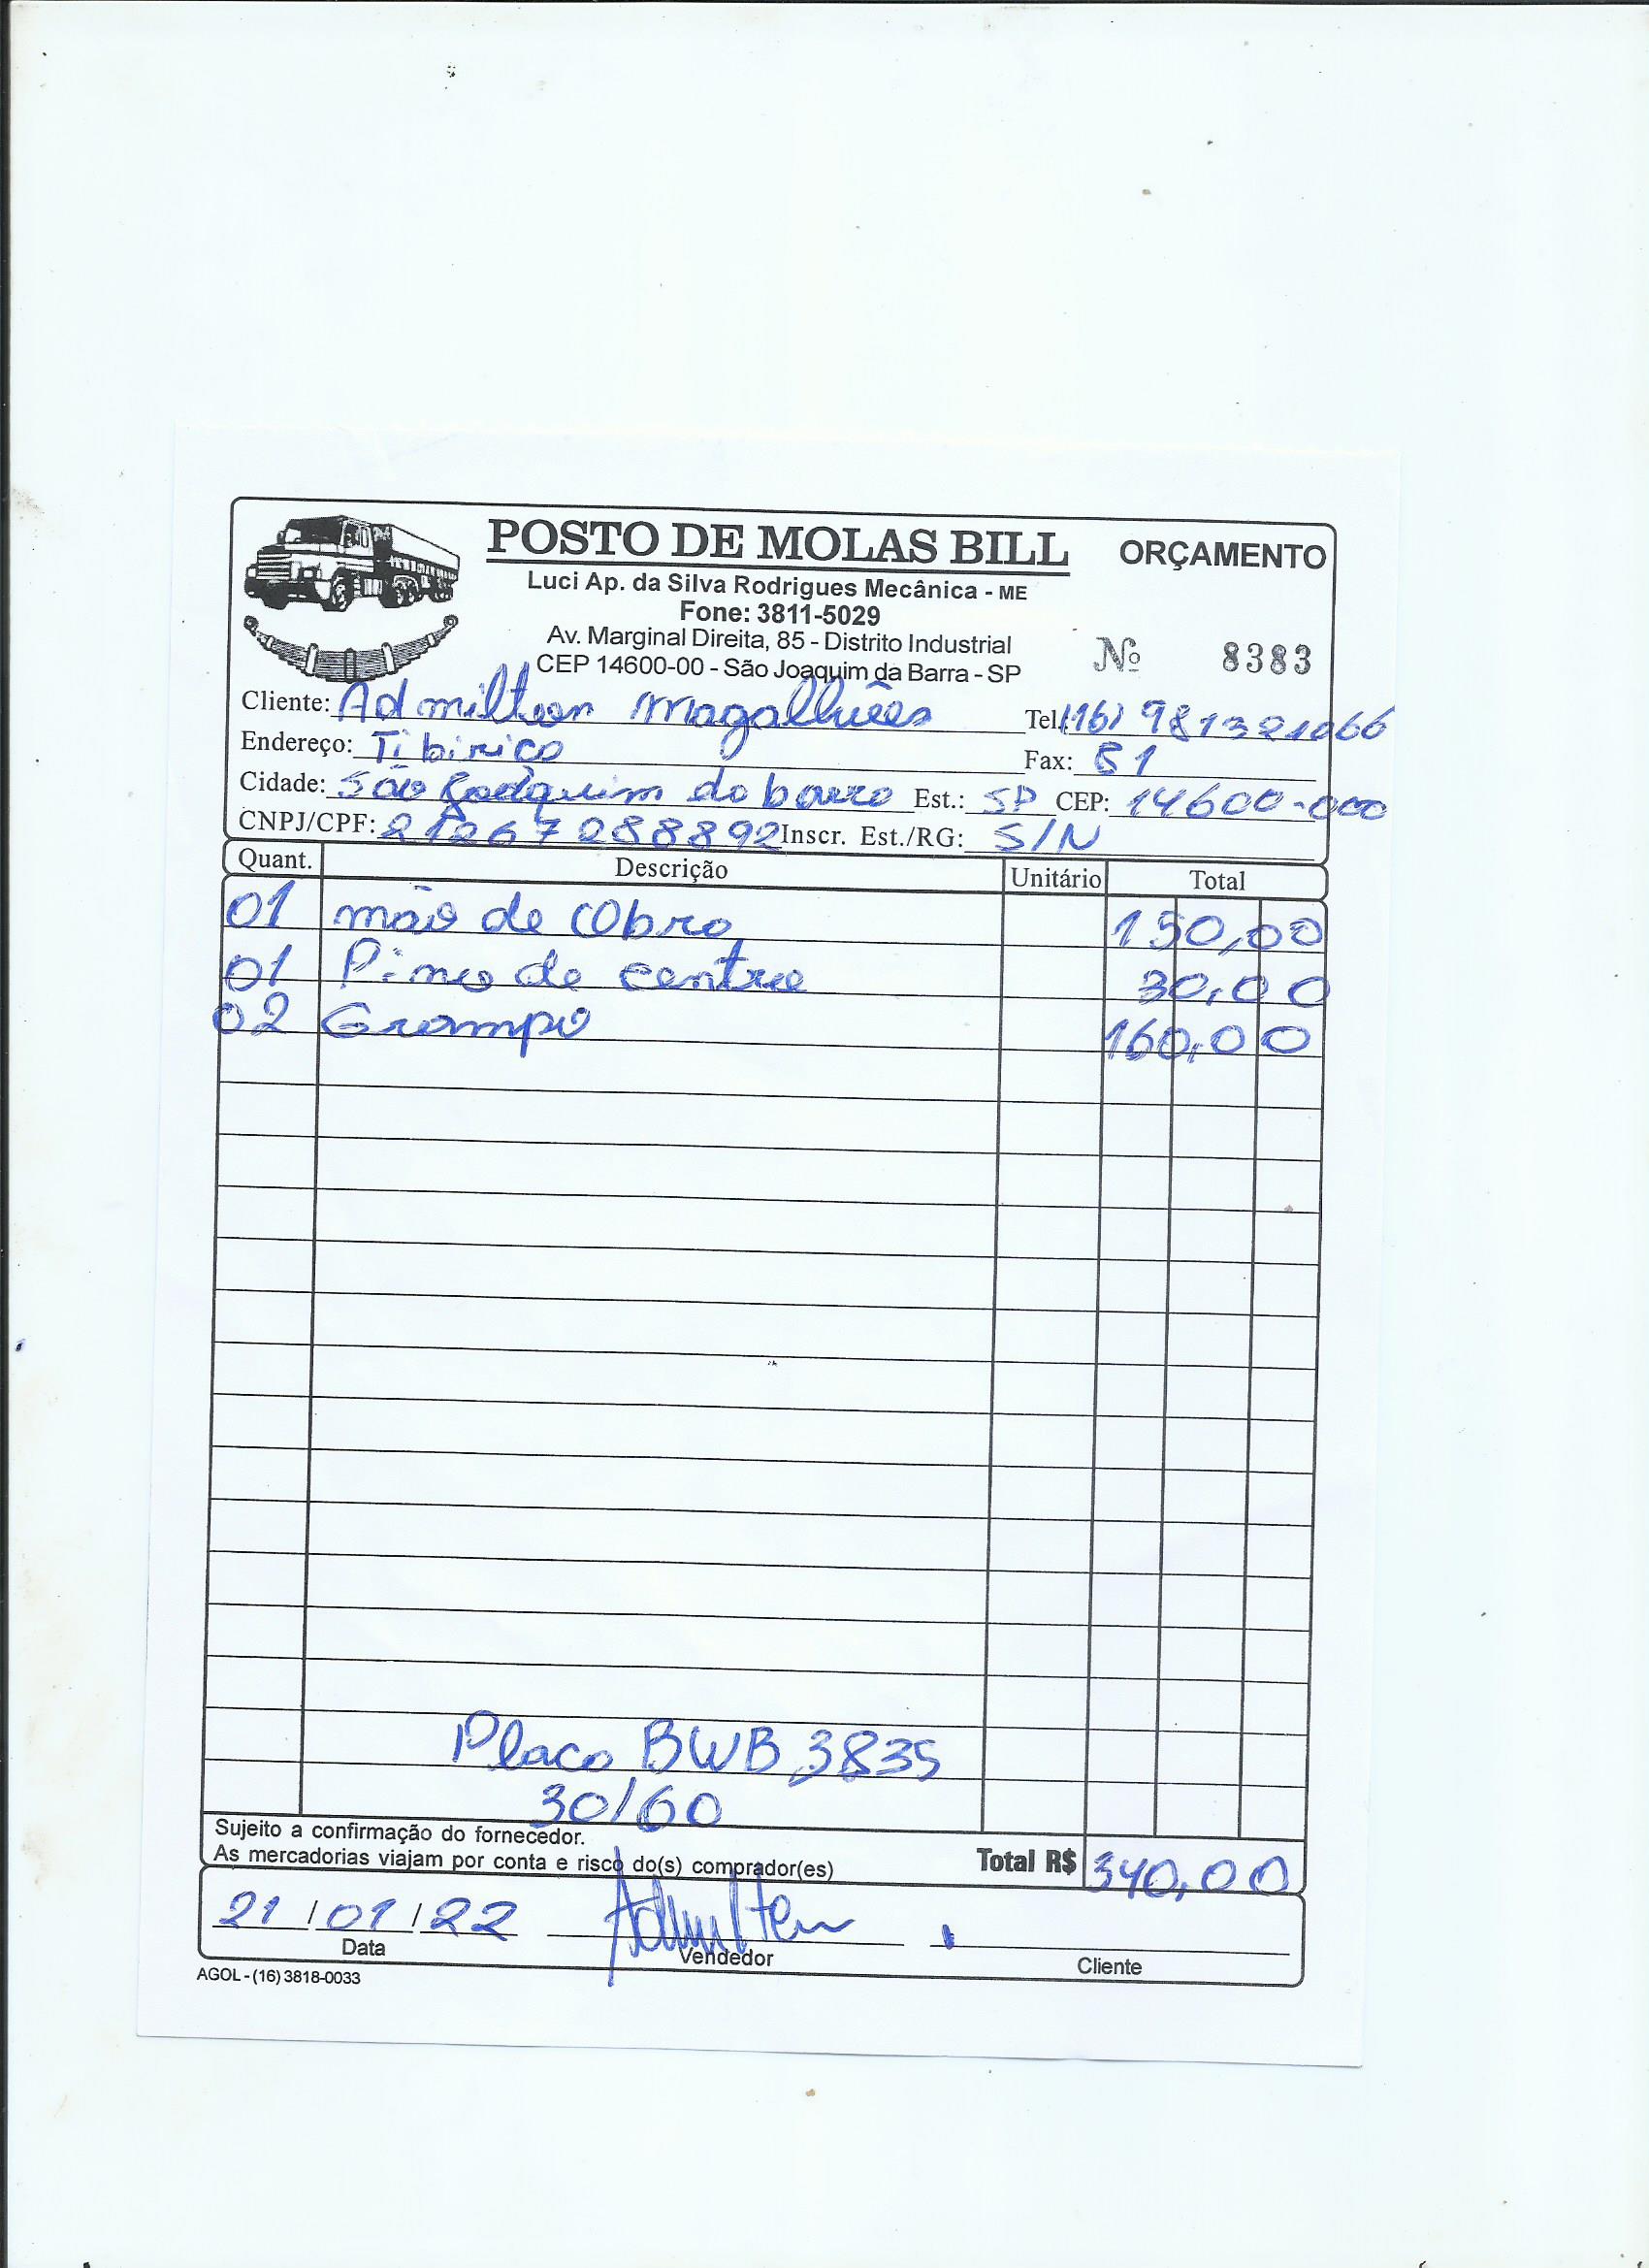 POSTO DE MOLAS BILL ORÇAMENTO
Luci Ap. da Silva Rodrigues Mecânica - ME
Fone: 3811-5029
Av. Marginal Direita, 85 - Distrito Industrial
CEP 14600-00 - São Joaquim da Barra - SP
Nº 8383
Cliente: Admilton Magalhães Tel.: (16) 981321066
Endereço: Tibiriça Fax: 81
Cidade: São Joaquim da barra Est.: SP CEP: 14600-000
CNPJ/CPF: 21267288892 Inscr. Est./RG: S/N
Quant. Descrição Unitário Total
01 mão de Obra 150,00
01 Pino de centro 30,00
02 Grampo 160,00
Placa BWB 3835
30/60
Sujeito a confirmação do fornecedor.
As mercadorias viajam por conta e risco do(s) comprador(es) Total R$ 340,00
21/01/22 Admilton
Data Vendedor Cliente
AGOL - (16) 3818-0033